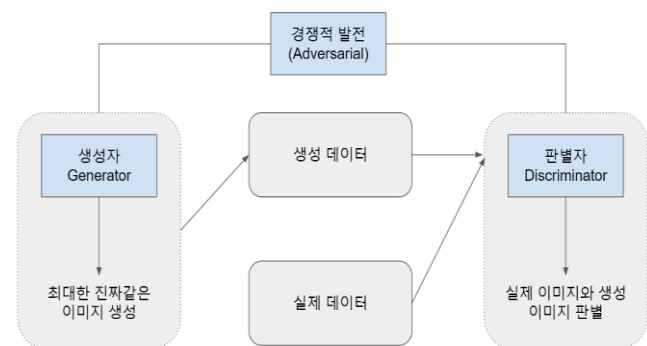 경쟁적 발전
(Adversarial)
생성자
Generator
최대한 진짜같은
이미지 생성
생성 데이터
실제 데이터
판별자
Discriminator
실제 이미지와 생성
이미지 판별